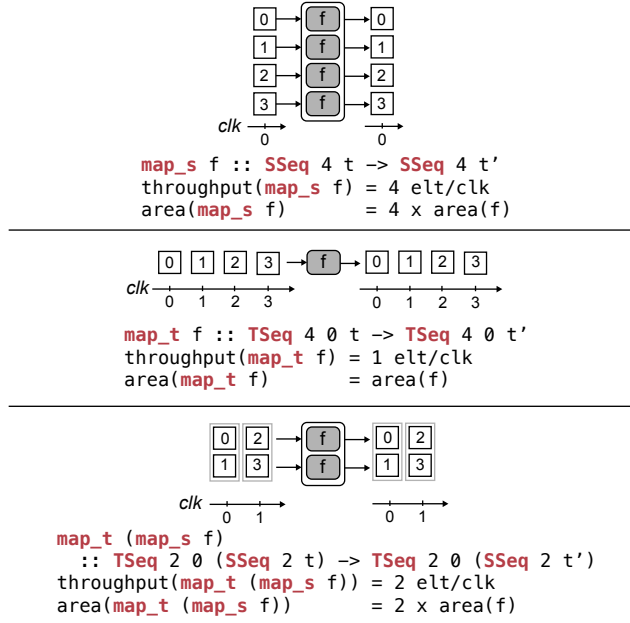 0 f 0
1 f 1
2 f 2
3 f 3
clk
0 0
map_s f :: SSeq 4 t -> SSeq 4 t’
throughput(map_s f) = 4 elt/clk
area(map_s f) = 4 x area(f)
0 1 2 3 f 0 1 2 3
clk
0 1 2 3 0 1 2 3
map_t f :: TSeq 4 0 t -> TSeq 4 0 t’
throughput(map_t f) = 1 elt/clk
area(map_t f) = area(f)
0 2 f 0 2
1 3 f 1 3
clk
0 1 0 1
map_t (map_s f)
:: TSeq 2 0 (SSeq 2 t) -> TSeq 2 0 (SSeq 2 t’)
throughput(map_t (map_s f)) = 2 elt/clk
area(map_t (map_s f)) = 2 x area(f)